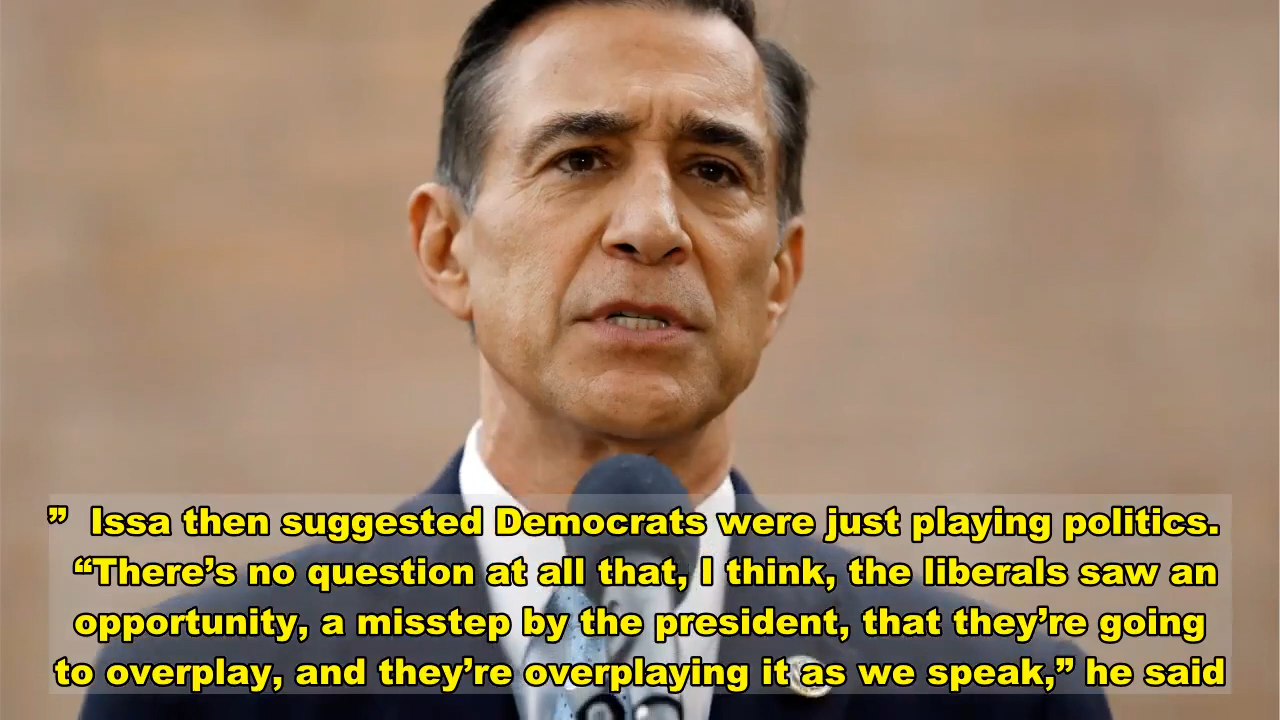 ”  Issa then suggested Democrats were just playing politics.
“There’s no question at all that, I think, the liberals saw an
opportunity, a misstep by the president, that they’re going
to overplay, and they’re overplaying it as we speak,” he said